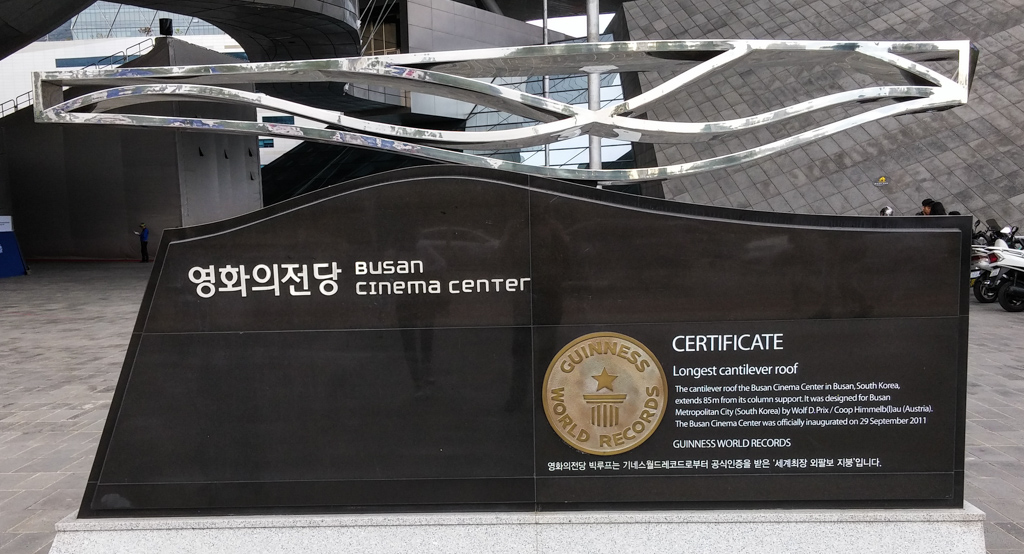 영화의전당
Busan
cinema center
GUINNESS
WORLD RECORDS
CERTIFICATE
Longest cantilever roof
The cantilever roof of the Busan Cinema Center in Busan, South Korea,
extends 85m from its column support. It was designed for Busan
Metropolitan City (South Korea) by Wolf D. Prix / Coop Himmelb(l)au (Austria).
The Busan Cinema Center was officially inaugurated on 29 September 2011
GUINNESS WORLD RECORDS
영화의전당 빅루프는 기네스월드레코드로부터 공식인증을 받은 '세계최장 외팔보 지붕'입니다.